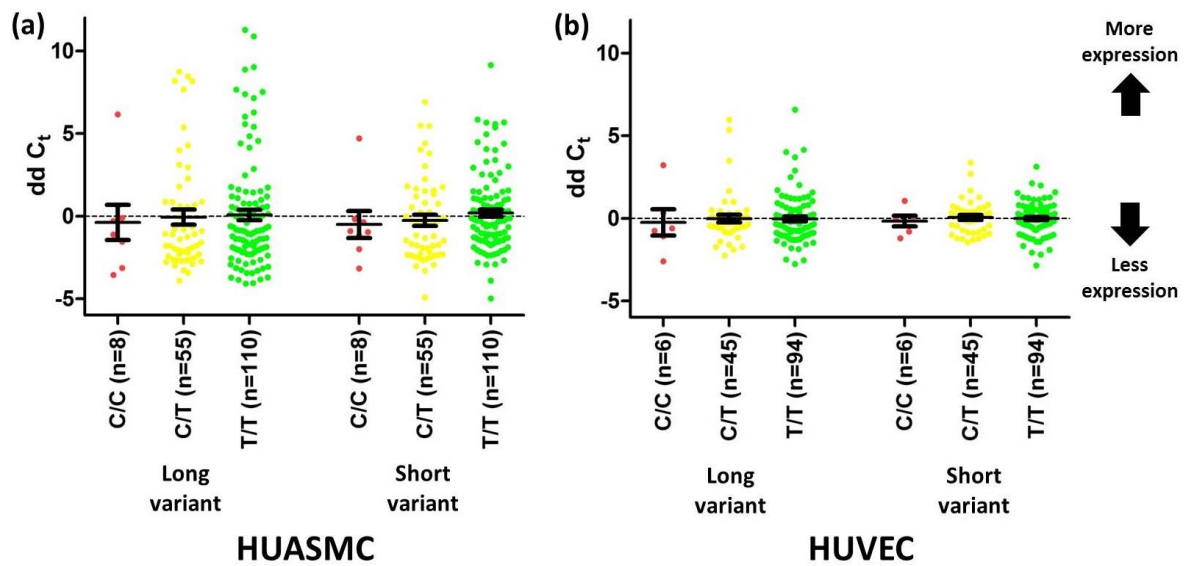 (a)
dd Ct
10
5
0
-5
C/C (n=8)
C/T (n=55)
T/T (n=110)
C/C (n=8)
C/T (n=55)
T/T (n=110)
Long
variant
Short
variant
HUASMC
(b)
dd Ct
10
5
0
-5
C/C (n=6)
C/T (n=45)
T/T (n=94)
C/C (n=6)
C/T (n=45)
T/T (n=94)
Long
variant
Short
variant
HUVEC
More
expression
Less
expression